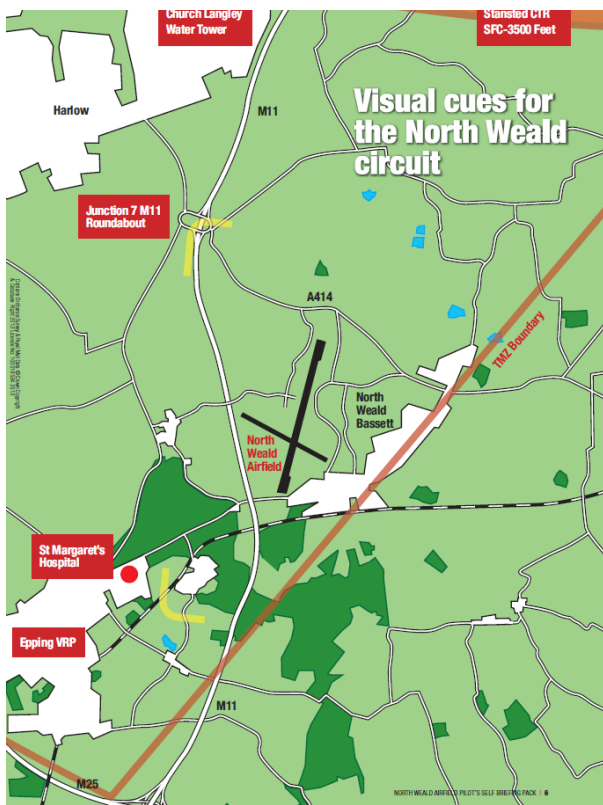 Church Langley
Water Tower
Stansted CTR
SFC-3500 Feet
Visual cues for
the North Weald
circuit
Harlow
M11
Junction 7 M11
Roundabout
A414
TMZ Boundary
North
Weald
Bassett
North
Weald
Airfield
St Margaret's
Hospital
Epping VRP
M11
M25
NORTH WEALD AIRFIELD PILOT'S SELF BRIEFING PACK | 6